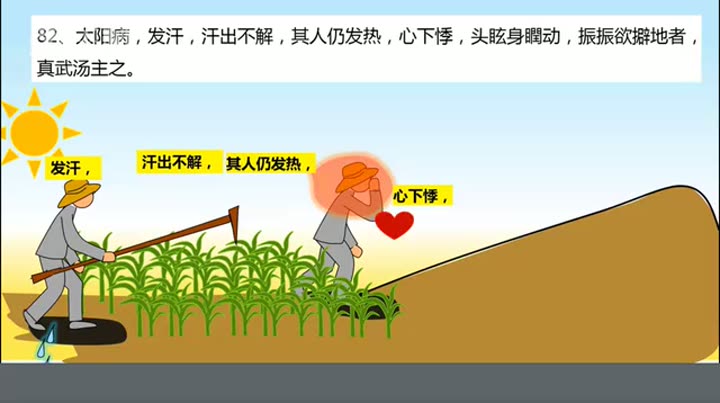 82、太阳病，发汗，汗出不解，其人仍发热，心下悸，头眩身瞤动，振振欲擗地者，
真武汤主之。
发汗，
汗出不解，
其人仍发热，
心下悸，